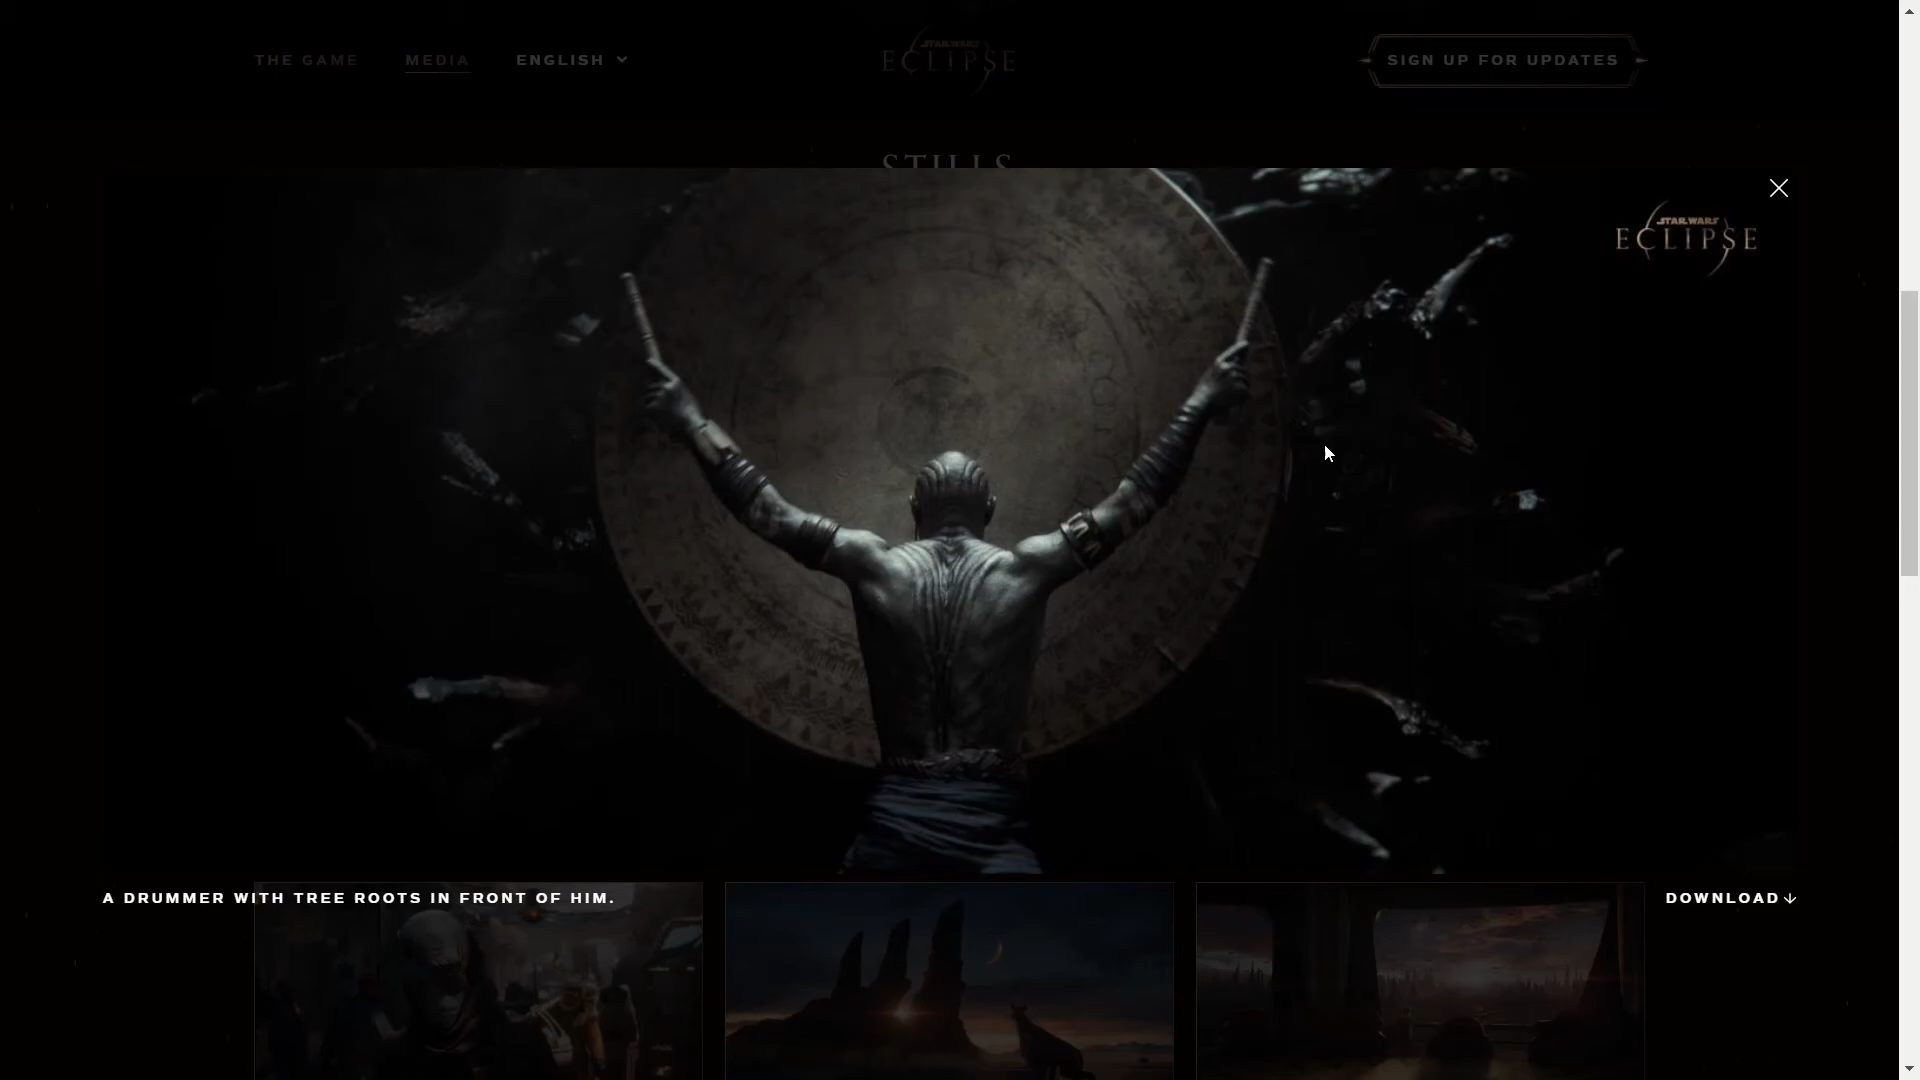 THE GAME
MEDIA
ENGLISH
STAR WARS
ECLIPSE
SIGN UP FOR UPDATES
STILLS
STAR WARS
ECLIPSE
A DRUMMER WITH TREE ROOTS IN FRONT OF HIM.
DOWNLOAD